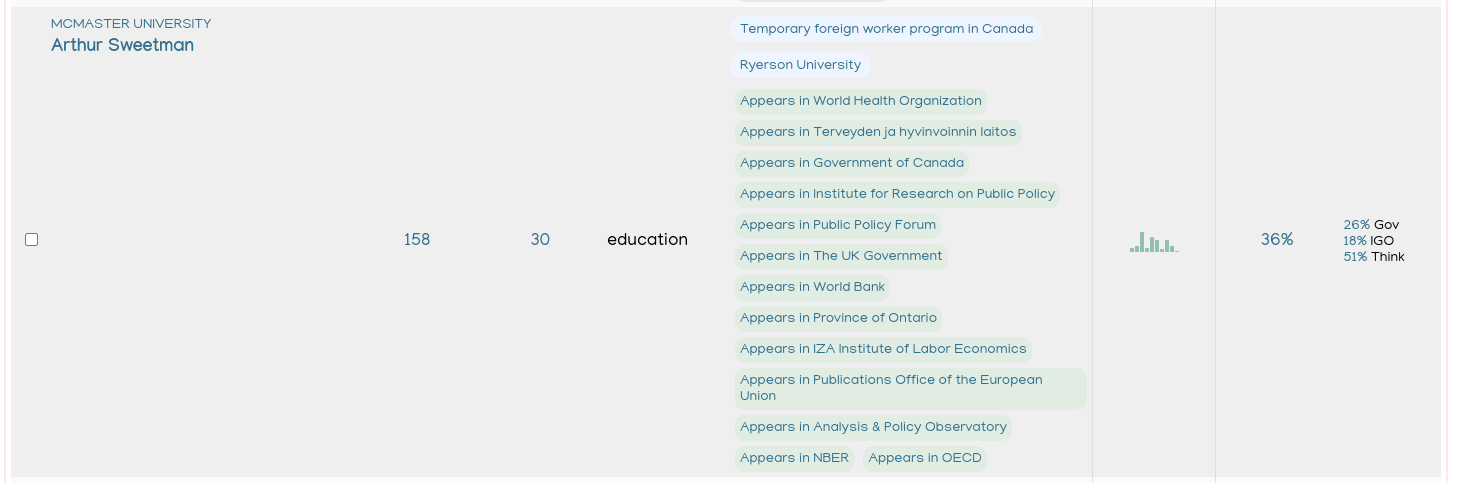 MCMASTER UNIVERSITY
Arthur Sweetman
Temporary foreign worker program in Canada
Ryerson University
Appears in World Health Organization
Appears in Terveyden ja hyvinvoinnin laitos
Appears in Government of Canada
Appears in Institute for Research on Public Policy
Appears in Public Policy Forum
Appears in The UK Government
Appears in World Bank
Appears in Province of Ontario
Appears in IZA Institute of Labor Economics
Appears in Publications Office of the European
Union
Appears in Analysis & Policy Observatory
Appears in NBER Appears in OECD
158
30
education
36%
26% Gov
18% IGO
51% Think